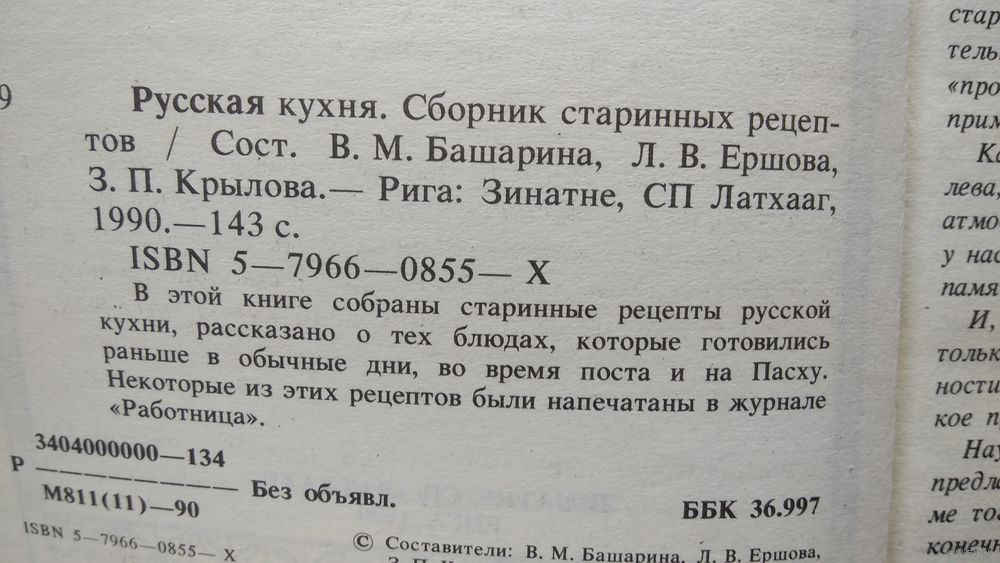 9
Русская кухня. Сборник старинных рецеп-
тов / Сост. В. М. Башарина, Л. В. Ершова,
З. П. Крылова.— Рига: Зинатне, СП Латхааг,
1990.—143 с.
ISBN 5—7966—0855— X
В этой книге собраны старинные рецепты русской
кухни, рассказано о тех блюдах, которые готовились
раньше в обычные дни, во время поста и на Пасху.
Некоторые из этих рецептов были напечатаны в журнале
«Работница».
3404000000—134
Р ————————— Без объявл.
М811(11)—90
ББК 36.997
ISBN 5—7966—0855— X
© Составители: В. М. Башарина, Л. В. Ершова,
З. П.
стар
тель
«про
прим
Ка
лева,
атмо
у нас
памя
И,
тольк
ности
кое п
Нау
предл
ме тог
конечн